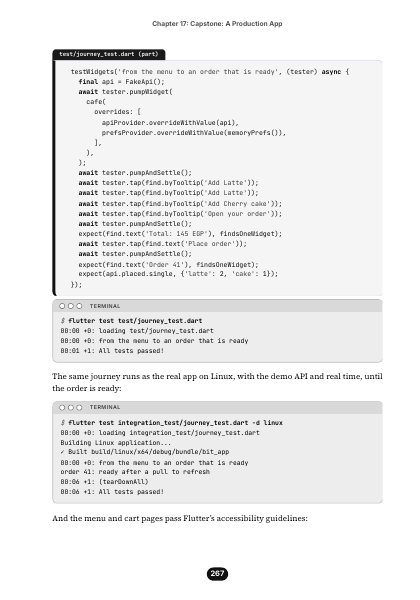 Chapter 17: Capstone: A Production App
test/journey_test.dart (part)
testWidgets('from the menu to an order that is ready', (tester) async {
  final api = FakeApi();
  await tester.pumpWidget(
    cafe(
      overrides: [
        apiProvider.overrideWithValue(api),
        prefsProvider.overrideWithValue(memoryPrefs()),
      ],
    ),
  );
  await tester.pumpAndSettle();
  await tester.tap(find.byTooltip('Add Latte'));
  await tester.tap(find.byTooltip('Add Latte'));
  await tester.tap(find.byTooltip('Add Cherry cake'));
  await tester.tap(find.byTooltip('Open your order'));
  await tester.pumpAndSettle();
  expect(find.text('Total: 145 EGP'), findsOneWidget);
  await tester.tap(find.text('Place order'));
  await tester.pumpAndSettle();
  expect(find.text('Order 41'), findsOneWidget);
  expect(api.placed.single, {'latte': 2, 'cake': 1});
});
TERMINAL
$ flutter test test/journey_test.dart
00:00 +0: loading test/journey_test.dart
00:00 +0: from the menu to an order that is ready
00:01 +1: All tests passed!
The same journey runs as the real app on Linux, with the demo API and real time, until
the order is ready:
TERMINAL
$ flutter test integration_test/journey_test.dart -d linux
00:00 +0: loading integration_test/journey_test.dart
Building Linux application...
✓ Built build/linux/x64/debug/bundle/bit_app
00:00 +0: from the menu to an order that is ready
order 41: ready after a pull to refresh
00:06 +1: (tearDownAll)
00:06 +1: All tests passed!
And the menu and cart pages pass Flutter's accessibility guidelines:
267